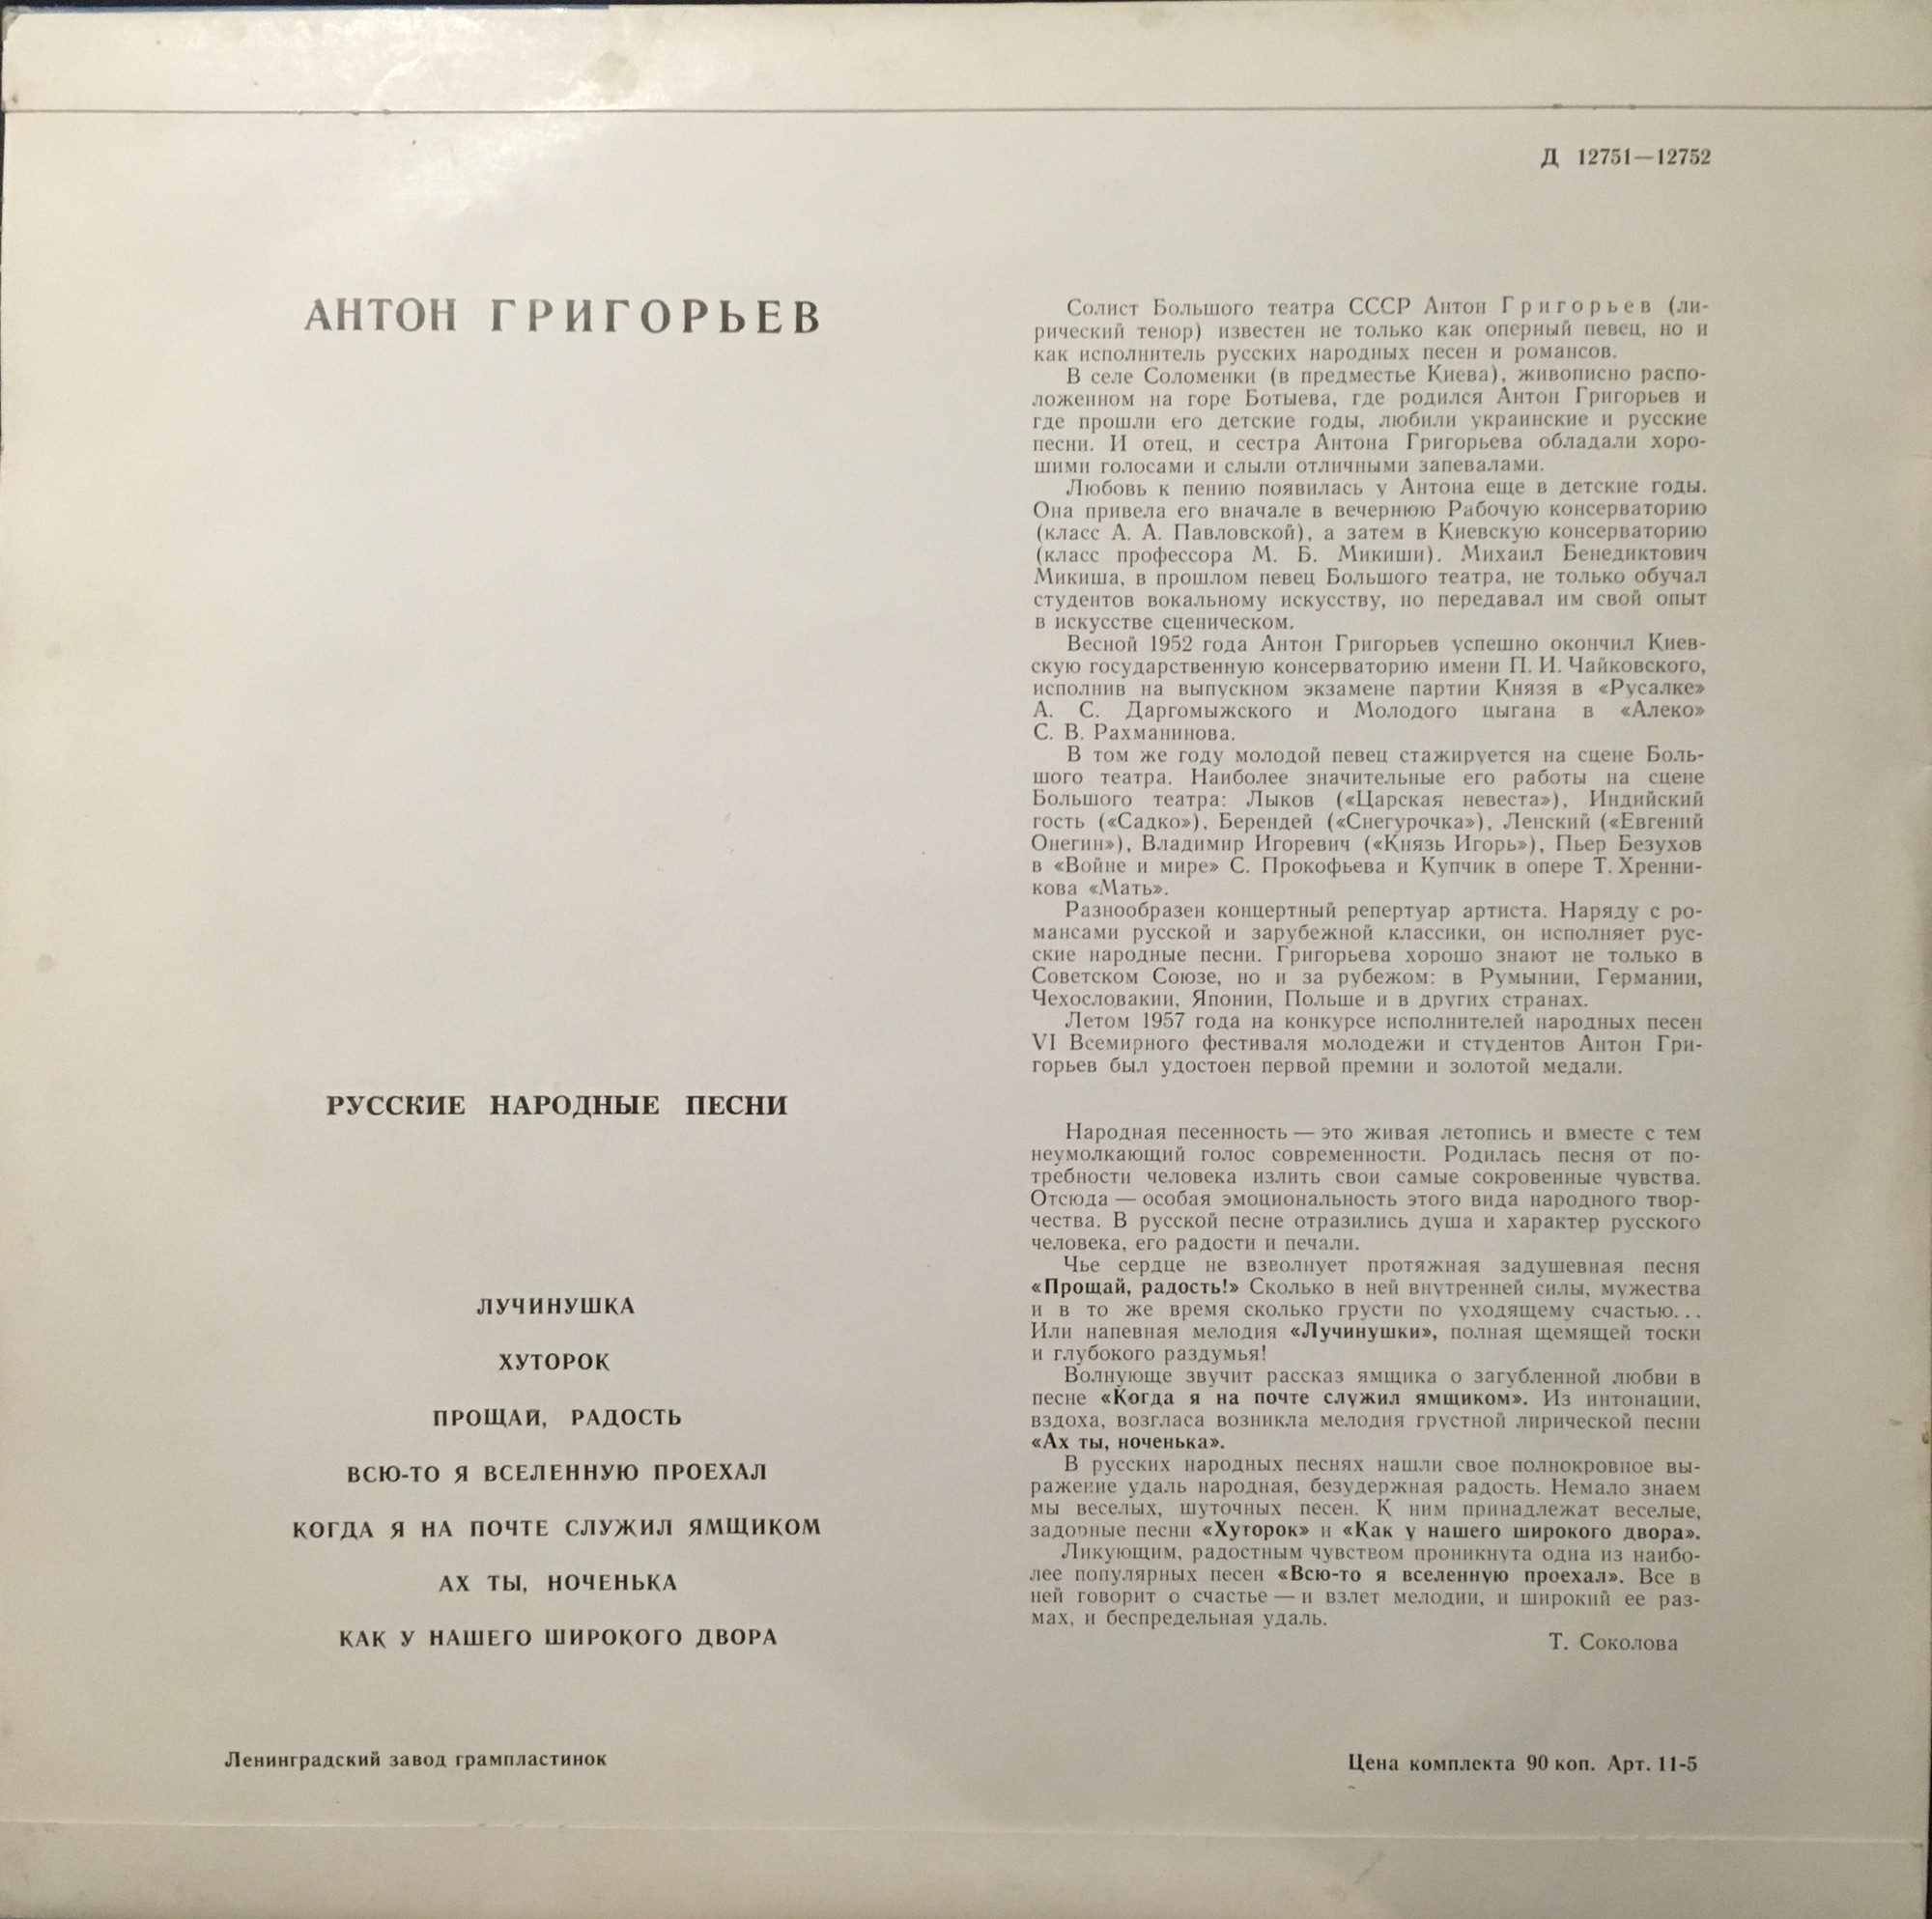 Д 12751—12752
АНТОН ГРИГОРЬЕВ
РУССКИЕ НАРОДНЫЕ ПЕСНИ
ЛУЧИНУШКА
ХУТОРОК
ПРОЩАЙ, РАДОСТЬ
ВСЮ-ТО Я ВСЕЛЕННУЮ ПРОЕХАЛ
КОГДА Я НА ПОЧТЕ СЛУЖИЛ ЯМЩИКОМ
АХ ТЫ, НОЧЕНЬКА
КАК У НАШЕГО ШИРОКОГО ДВОРА
Ленинградский завод грампластинок
Солист Большого театра СССР Антон Григорьев (ли-
рический тенор) известен не только как оперный певец, но и
как исполнитель русских народных песен и романсов.
В селе Соломенки (в предместье Киева), живописно распо-
ложенном на горе Ботыева, где родился Антон Григорьев и
где прошли его детские годы, любили украинские и русские
песни. И отец, и сестра Антона Григорьева обладали хоро-
шими голосами и слыли отличными запевалами.
Любовь к пению появилась у Антона еще в детские годы.
Она привела его вначале в вечернюю Рабочую консерваторию
(класс А. А. Павловской), а затем в Киевскую консерваторию
(класс профессора М. Б. Микиши). Михаил Бенедиктович
Микиша, в прошлом певец Большого театра, не только обучал
студентов вокальному искусству, но передавал им свой опыт
в искусстве сценическом.
Весной 1952 года Антон Григорьев успешно окончил Киев-
скую государственную консерваторию имени П. И. Чайковского,
исполнив на выпускном экзамене партии Князя в «Русалке»
А. С. Даргомыжского и Молодого цыгана в «Алеко»
С. В. Рахманинова.
В том же году молодой певец стажируется на сцене Боль-
шого театра. Наиболее значительные его работы на сцене
Большого театра: Лыков («Царская невеста»), Индийский
гость («Садко»), Берендей («Снегурочка»), Ленский («Евгений
Онегин»), Владимир Игоревич («Князь Игорь»), Пьер Безухов
в «Войне и мире» С. Прокофьева и Купчик в опере Т. Хренни-
кова «Мать».
Разнообразен концертный репертуар артиста. Наряду с ро-
мансами русской и зарубежной классики, он исполняет рус-
ские народные песни. Григорьева хорошо знают не только в
Советском Союзе, но и за рубежом: в Румынии, Германии,
Чехословакии, Японии, Польше и в других странах.
Летом 1957 года на конкурсе исполнителей народных песен
VI Всемирного фестиваля молодежи и студентов Антон Гри-
горьев был удостоен первой премии и золотой медали.
Народная песенность — это живая летопись и вместе с тем
неумолкающий голос современности. Родилась песня от по-
требности человека излить свои самые сокровенные чувства.
Отсюда — особая эмоциональность этого вида народного твор-
чества. В русской песне отразились душа и характер русского
человека, его радости и печали.
Чье сердце не взволнует протяжная задушевная песня
«Прощай, радость!» Сколько в ней внутренней силы, мужества
и в то же время сколько грусти по уходящему счастью...
Или напевная мелодия «Лучинушки», полная щемящей тоски
и глубокого раздумья!
Волнующе звучит рассказ ямщика о загубленной любви в
песне «Когда я на почте служил ямщиком». Из интонации,
вздоха, возгласа возникла мелодия грустной лирической песни
«Ах ты, ноченька».
В русских народных песнях нашли свое полнокровное вы-
ражение удаль народная, безудержная радость. Немало знаем
мы веселых, шуточных песен. К ним принадлежат веселые,
задорные песни «Хуторок» и «Как у нашего широкого двора».
Ликующим, радостным чувством проникнута одна из наибо-
лее популярных песен «Всю-то я вселенную проехал». Все в
ней говорит о счастье — и взлет мелодии, и широкий ее раз-
мах, и беспредельная удаль.
Т. Соколова
Цена комплекта 90 коп. Арт. 11-5